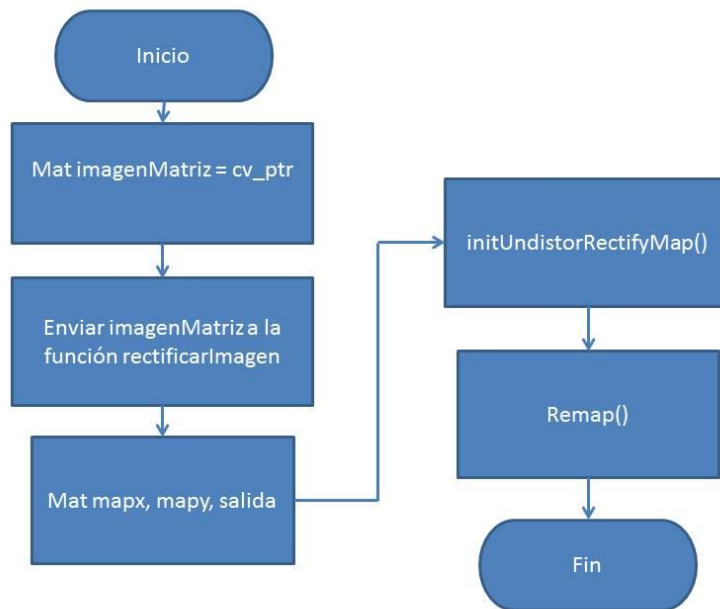 Inicio
Mat imagenMatriz = cv_ptr
Enviar imagenMatriz a la
función rectificarImagen
Mat mapx, mapy, salida
initUndistorRectifyMap()
Remap()
Fin